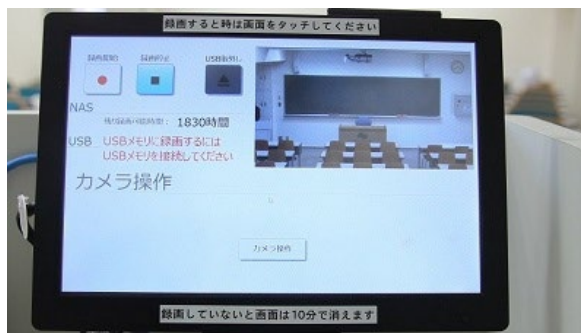 録画すると時は画面をタッチしてください
録画開始
録画停止
USB取外し
NAS
残り録画可能時間： 1830時間
USB USBメモリに録画するには
USBメモリを接続してください
カメラ操作
カメラ操作
録画していないと画面は10分で消えます